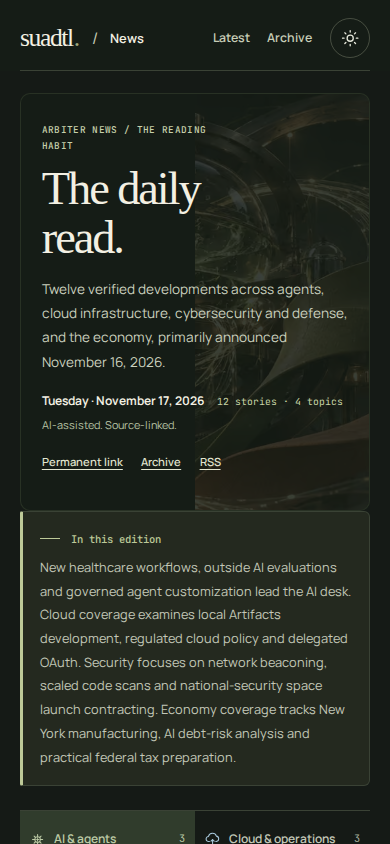 suadtl. / News Latest Archive
ARBITER NEWS / THE READING
HABIT
The daily
read.
Twelve verified developments across agents,
cloud infrastructure, cybersecurity and defense,
and the economy, primarily announced
November 16, 2026.
Tuesday · November 17, 2026 12 stories · 4 topics
AI-assisted. Source-linked.
Permanent link Archive RSS
In this edition
New healthcare workflows, outside AI evaluations
and governed agent customization lead the AI desk.
Cloud coverage examines local Artifacts
development, regulated cloud policy and delegated
OAuth. Security focuses on network beaconing,
scaled code scans and national-security space
launch contracting. Economy coverage tracks New
York manufacturing, AI debt-risk analysis and
practical federal tax preparation.
AI & agents 3 Cloud & operations 3